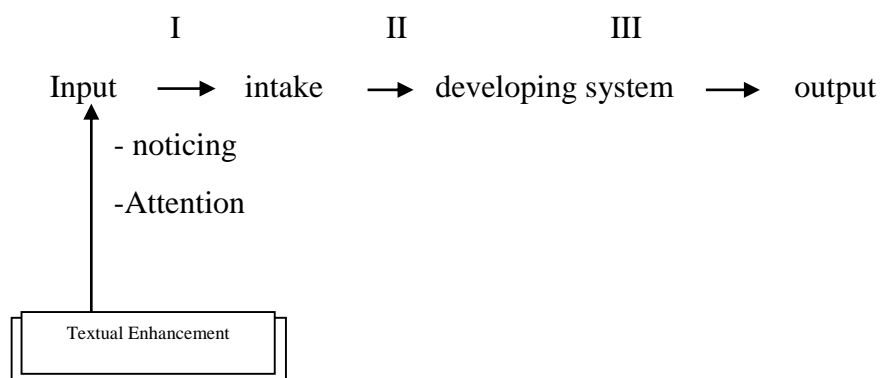 I II III
Input intake developing system output
- noticing
-Attention
Textual Enhancement